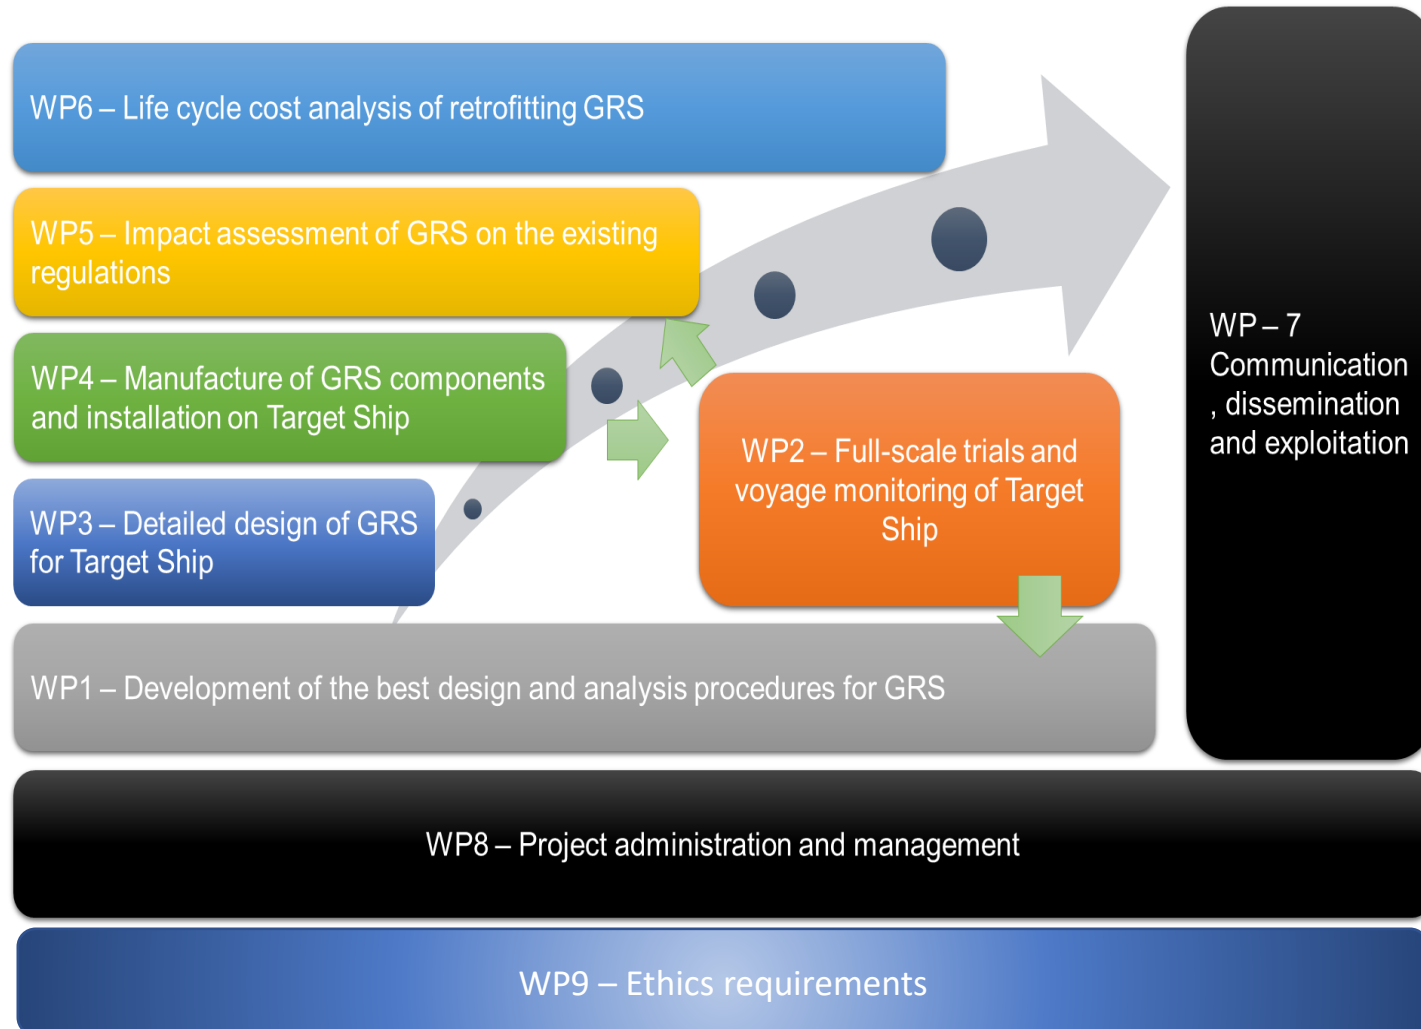 WP6 – Life cycle cost analysis of retrofitting GRS
WP5 – Impact assessment of GRS on the existing
regulations
WP4 – Manufacture of GRS components
and installation on Target Ship
WP3 – Detailed design of GRS
for Target Ship
WP2 – Full-scale trials and
voyage monitoring of Target
Ship
WP1 – Development of the best design and analysis procedures for GRS
WP – 7
Communication
, dissemination
and exploitation
WP8 – Project administration and management
WP9 – Ethics requirements